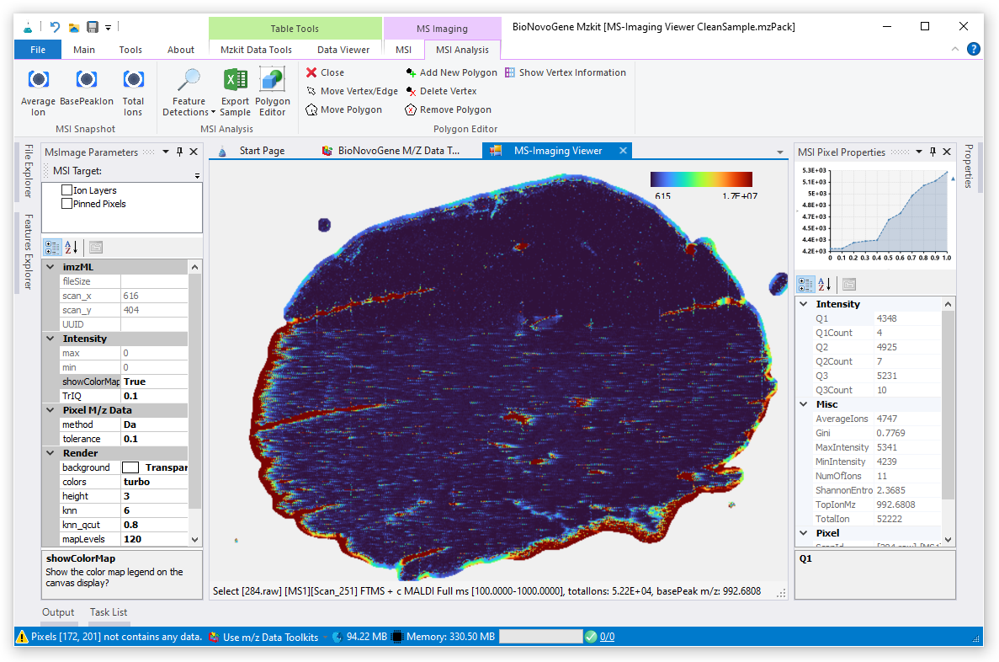 Table Tools
MS Imaging
BioNovoGene Mzkit [MS-Imaging Viewer CleanSample.mzPack]
File
Main
Tools
About
Mzkit Data Tools
Data Viewer
MSI
MSI Analysis
Average Ion
BasePeakIon
Total Ions
MSI Snapshot
Feature Detections
Export Sample
Polygon Editor
MSI Analysis
Close
Add New Polygon
Show Vertex Information
Move Vertex/Edge
Delete Vertex
Move Polygon
Remove Polygon
Polygon Editor
File Explorer
Features Explorer
MsImage Parameters
MSI Target:
Ion Layers
Pinned Pixels
imzML
fileSize
scan_x 616
scan_y 404
UUID
Intensity
max 0
min 0
showColorMap True
TrIQ 0.1
Pixel M/z Data
method Da
tolerance 0.1
Render
background Transpar
colors turbo
height 3
knn 6
knn_qcut 0.8
mapLevels 120
showColorMap
Show the color map legend on the
canvas display?
Output
Task List
Start Page
BioNovoGene M/Z Data T...
MS-Imaging Viewer
615
1.7E+07
Select [284.raw] [MS1][Scan_251] FTMS + c MALDI Full ms [100.0000-1000.0000], totalIons: 5.22E+04, basePeak m/z: 992.6808
MSI Pixel Properties
Properties
5.3E+03
5.1E+03
5E+03
4.8E+03
4.7E+03
4.5E+03
4.4E+03
4.2E+03
0 0.1 0.2 0.3 0.4 0.5 0.6 0.7 0.8 0.9 1.0
Intensity
Q1 4348
Q1Count 4
Q2 4925
Q2Count 7
Q3 5231
Q3Count 10
Misc
AverageIons 4747
Gini 0.7769
MaxIntensity 5341
MinIntensity 4239
NumOfIons 11
ShannonEntro 2.3685
TopIonMz 992.6808
TotalIon 52222
Pixel
ScanId [284.raw] [MS1]
Q1
Pixels [172, 201] not contains any data.
Use m/z Data Toolkits
94.22 MB
Memory: 330.50 MB
0/0